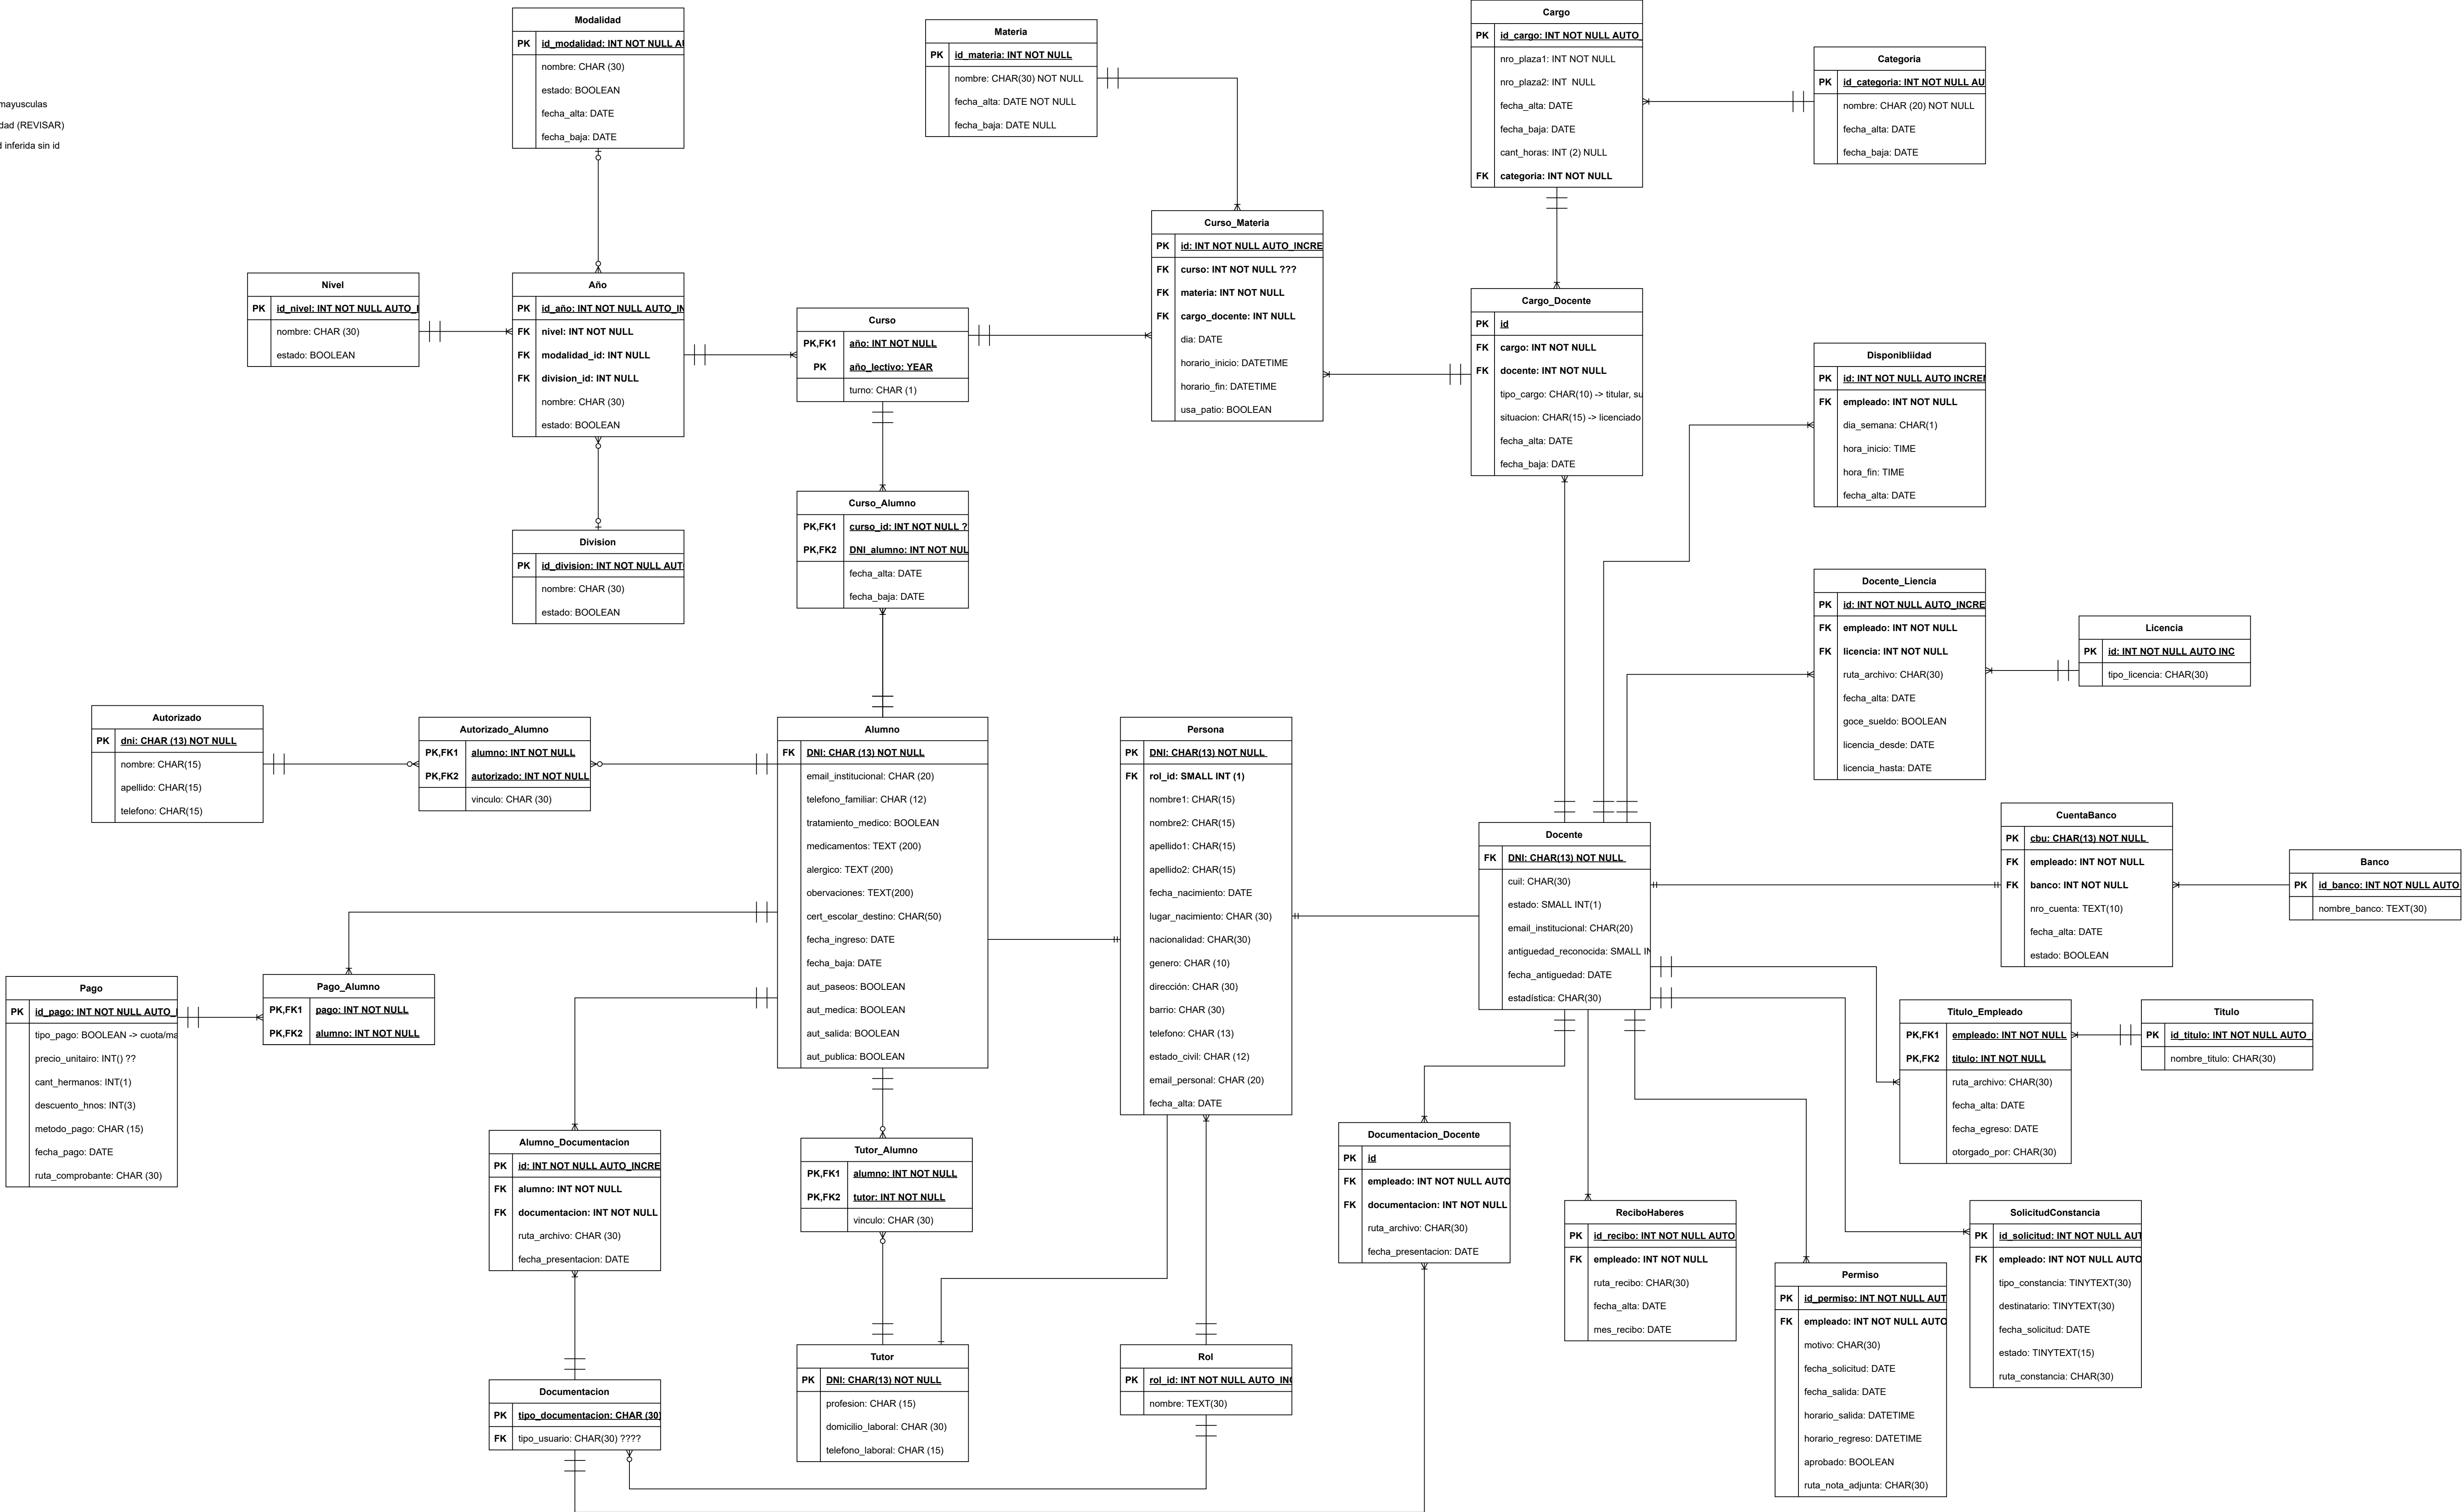 mayusculas
dad (REVISAR)
inferida sin id
Modalidad
PK id_modalidad: INT NOT NULL
nombre: CHAR (30)
estado: BOOLEAN
fecha_alta: DATE
fecha_baja: DATE
Materia
PK id_materia: INT NOT NULL
nombre: CHAR(30) NOT NULL
fecha_alta: DATE NOT NULL
fecha_baja: DATE NULL
Cargo
PK id_cargo: INT NOT NULL AUTO_
nro_plaza1: INT NOT NULL
nro_plaza2: INT NULL
fecha_alta: DATE
fecha_baja: DATE
cant_horas: INT (2) NULL
FK categoria: INT NOT NULL
Categoria
PK id_categoria: INT NOT NULL AU
nombre: CHAR (20) NOT NULL
fecha_alta: DATE
fecha_baja: DATE
Nivel
PK id_nivel: INT NOT NULL AUTO_I
nombre: CHAR (30)
estado: BOOLEAN
Año
PK id_año: INT NOT NULL AUTO_IN
FK nivel: INT NOT NULL
FK modalidad_id: INT NULL
FK division_id: INT NULL
nombre: CHAR (30)
estado: BOOLEAN
Curso
PK,FK1 año: INT NOT NULL
PK año_lectivo: YEAR
turno: CHAR (1)
Curso_Materia
PK id: INT NOT NULL AUTO_INCRE
FK curso: INT NOT NULL ???
FK materia: INT NOT NULL
FK cargo_docente: INT NULL
dia: DATE
horario_inicio: DATETIME
horario_fin: DATETIME
usa_patio: BOOLEAN
Cargo_Docente
PK id
FK cargo: INT NOT NULL
FK docente: INT NOT NULL
tipo_cargo: CHAR(10) -> titular, su
situacion: CHAR(15) -> licenciado
fecha_alta: DATE
fecha_baja: DATE
Disponibliidad
PK id: INT NOT NULL AUTO INCREM
FK empleado: INT NOT NULL
dia_semana: CHAR(1)
hora_inicio: TIME
hora_fin: TIME
fecha_alta: DATE
Division
PK id_division: INT NOT NULL AUT
nombre: CHAR (30)
estado: BOOLEAN
Curso_Alumno
PK,FK1 curso_id: INT NOT NULL ?
PK,FK2 DNI_alumno: INT NOT NUL
fecha_alta: DATE
fecha_baja: DATE
Docente_Liencia
PK id: INT NOT NULL AUTO_INCRE
FK empleado: INT NOT NULL
FK licencia: INT NOT NULL
ruta_archivo: CHAR(30)
fecha_alta: DATE
goce_sueldo: BOOLEAN
licencia_desde: DATE
licencia_hasta: DATE
Licencia
PK id: INT NOT NULL AUTO INC
tipo_licencia: CHAR(30)
Autorizado
PK dni: CHAR (13) NOT NULL
nombre: CHAR(15)
apellido: CHAR(15)
telefono: CHAR(15)
Autorizado_Alumno
PK,FK1 alumno: INT NOT NULL
PK,FK2 autorizado: INT NOT NULL
vinculo: CHAR (30)
Alumno
FK DNI: CHAR (13) NOT NULL
email_institucional: CHAR (20)
telefono_familiar: CHAR (12)
tratamiento_medico: BOOLEAN
medicamentos: TEXT (200)
alergico: TEXT (200)
obervaciones: TEXT(200)
cert_escolar_destino: CHAR(50)
fecha_ingreso: DATE
fecha_baja: DATE
aut_paseos: BOOLEAN
aut_medica: BOOLEAN
aut_salida: BOOLEAN
aut_publica: BOOLEAN
Persona
PK DNI: CHAR(13) NOT NULL
FK rol_id: SMALL INT (1)
nombre1: CHAR(15)
nombre2: CHAR(15)
apellido1: CHAR(15)
apellido2: CHAR(15)
fecha_nacimiento: DATE
lugar_nacimiento: CHAR (30)
nacionalidad: CHAR(30)
genero: CHAR (10)
dirección: CHAR (30)
barrio: CHAR (30)
telefono: CHAR (13)
estado_civil: CHAR (12)
email_personal: CHAR (20)
fecha_alta: DATE
Docente
FK DNI: CHAR(13) NOT NULL
cuil: CHAR(30)
estado: SMALL INT(1)
email_institucional: CHAR(20)
antiguedad_reconocida: SMALL IN
fecha_antiguedad: DATE
estadística: CHAR(30)
CuentaBanco
PK cbu: CHAR(13) NOT NULL
FK empleado: INT NOT NULL
FK banco: INT NOT NULL
nro_cuenta: TEXT(10)
fecha_alta: DATE
estado: BOOLEAN
Banco
PK id_banco: INT NOT NULL AUTO
nombre_banco: TEXT(30)
Pago
PK id_pago: INT NOT NULL AUTO_I
tipo_pago: BOOLEAN -> cuota/ma
precio_unitairo: INT() ??
cant_hermanos: INT(1)
descuento_hnos: INT(3)
metodo_pago: CHAR (15)
fecha_pago: DATE
ruta_comprobante: CHAR (30)
Pago_Alumno
PK,FK1 pago: INT NOT NULL
PK,FK2 alumno: INT NOT NULL
Titulo_Empleado
PK,FK1 empleado: INT NOT NULL
PK,FK2 titulo: INT NOT NULL
ruta_archivo: CHAR(30)
fecha_alta: DATE
fecha_egreso: DATE
otorgado_por: CHAR(30)
Titulo
PK id_titulo: INT NOT NULL AUTO_
nombre_titulo: CHAR(30)
Alumno_Documentacion
PK id: INT NOT NULL AUTO_INCRE
FK alumno: INT NOT NULL
FK documentacion: INT NOT NULL
ruta_archivo: CHAR (30)
fecha_presentacion: DATE
Tutor_Alumno
PK,FK1 alumno: INT NOT NULL
PK,FK2 tutor: INT NOT NULL
vinculo: CHAR (30)
Documentacion_Docente
PK id
FK empleado: INT NOT NULL AUTO
FK documentacion: INT NOT NULL
ruta_archivo: CHAR(30)
fecha_presentacion: DATE
ReciboHaberes
PK id_recibo: INT NOT NULL AUTO
FK empleado: INT NOT NULL
ruta_recibo: CHAR(30)
fecha_alta: DATE
mes_recibo: DATE
SolicitudConstancia
PK id_solicitud: INT NOT NULL AUT
FK empleado: INT NOT NULL AUTO
tipo_constancia: TINYTEXT(30)
destinatario: TINYTEXT(30)
fecha_solicitud: DATE
estado: TINYTEXT(15)
ruta_constancia: CHAR(30)
Permiso
PK id_permiso: INT NOT NULL AUT
FK empleado: INT NOT NULL AUTO
motivo: CHAR(30)
fecha_solicitud: DATE
fecha_salida: DATE
horario_salida: DATETIME
horario_regreso: DATETIME
aprobado: BOOLEAN
ruta_nota_adjunta: CHAR(30)
Documentacion
PK tipo_documentacion: CHAR (30)
FK tipo_usuario: CHAR(30) ????
Tutor
PK DNI: CHAR(13) NOT NULL
profesion: CHAR (15)
domicilio_laboral: CHAR (30)
telefono_laboral: CHAR (15)
Rol
PK rol_id: INT NOT NULL AUTO_IN
nombre: TEXT(30)